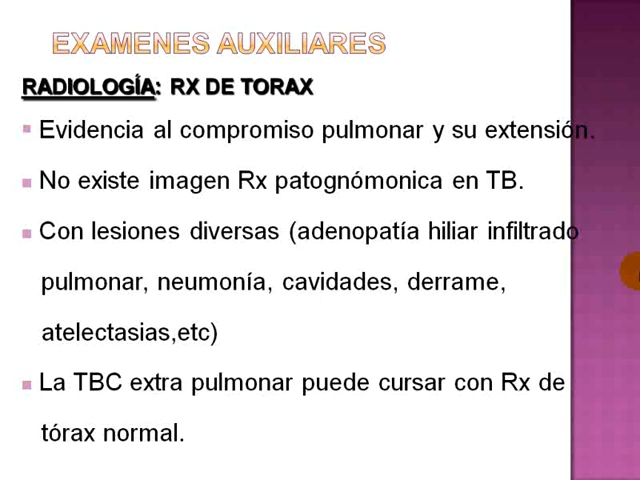 EXAMENES AUXILIARES
RADIOLOGÍA: RX DE TORAX
Evidencia al compromiso pulmonar y su extensión.
No existe imagen Rx patognómonica en TB.
Con lesiones diversas (adenopatía hiliar infiltrado
pulmonar, neumonía, cavidades, derrame,
atelectasias,etc)
La TBC extra pulmonar puede cursar con Rx de
tórax normal.